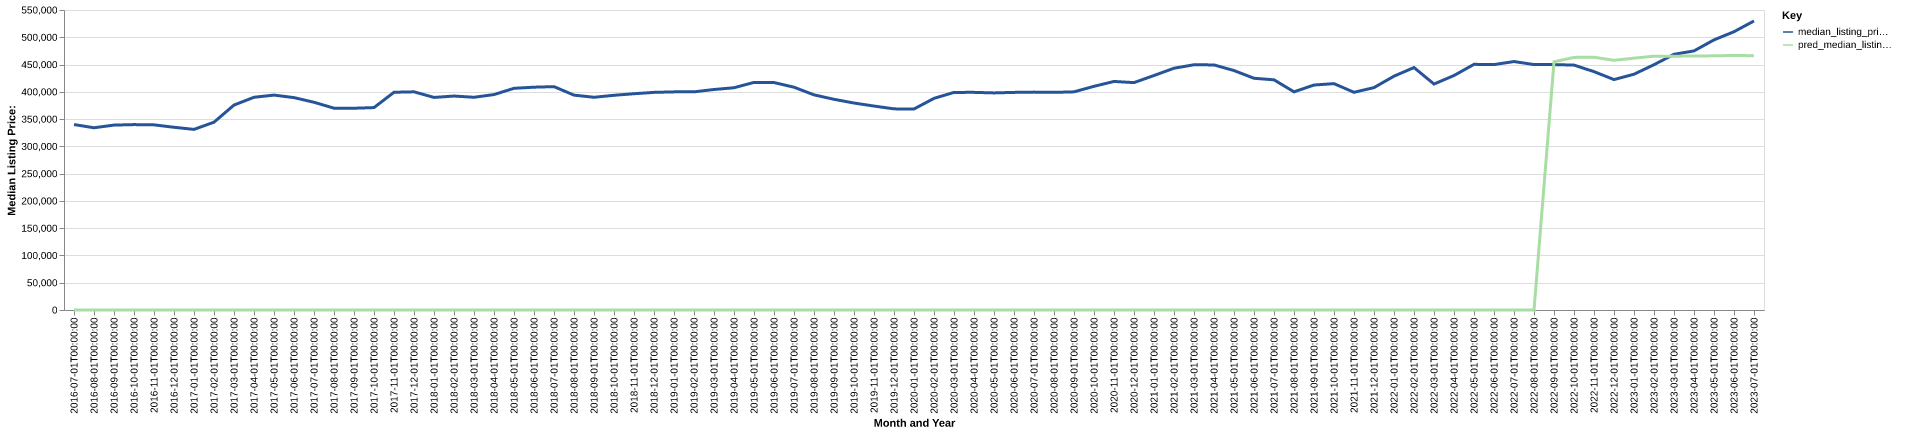 550,000
500,000
450,000
400,000
350,000
300,000
250,000
200,000
150,000
100,000
50,000
0
Median Listing Price:
2016-07-01T00:00:00
2016-08-01T00:00:00
2016-09-01T00:00:00
2016-10-01T00:00:00
2016-11-01T00:00:00
2016-12-01T00:00:00
2017-01-01T00:00:00
2017-02-01T00:00:00
2017-03-01T00:00:00
2017-04-01T00:00:00
2017-05-01T00:00:00
2017-06-01T00:00:00
2017-07-01T00:00:00
2017-08-01T00:00:00
2017-09-01T00:00:00
2017-10-01T00:00:00
2017-11-01T00:00:00
2017-12-01T00:00:00
2018-01-01T00:00:00
2018-02-01T00:00:00
2018-03-01T00:00:00
2018-04-01T00:00:00
2018-05-01T00:00:00
2018-06-01T00:00:00
2018-07-01T00:00:00
2018-08-01T00:00:00
2018-09-01T00:00:00
2018-10-01T00:00:00
2018-11-01T00:00:00
2018-12-01T00:00:00
2019-01-01T00:00:00
2019-02-01T00:00:00
2019-03-01T00:00:00
2019-04-01T00:00:00
2019-05-01T00:00:00
2019-06-01T00:00:00
2019-07-01T00:00:00
2019-08-01T00:00:00
2019-09-01T00:00:00
2019-10-01T00:00:00
2019-11-01T00:00:00
2019-12-01T00:00:00
2020-01-01T00:00:00
2020-02-01T00:00:00
2020-03-01T00:00:00
2020-04-01T00:00:00
2020-05-01T00:00:00
2020-06-01T00:00:00
2020-07-01T00:00:00
2020-08-01T00:00:00
2020-09-01T00:00:00
2020-10-01T00:00:00
2020-11-01T00:00:00
2020-12-01T00:00:00
2021-01-01T00:00:00
2021-02-01T00:00:00
2021-03-01T00:00:00
2021-04-01T00:00:00
2021-05-01T00:00:00
2021-06-01T00:00:00
2021-07-01T00:00:00
2021-08-01T00:00:00
2021-09-01T00:00:00
2021-10-01T00:00:00
2021-11-01T00:00:00
2021-12-01T00:00:00
2022-01-01T00:00:00
2022-02-01T00:00:00
2022-03-01T00:00:00
2022-04-01T00:00:00
2022-05-01T00:00:00
2022-06-01T00:00:00
2022-07-01T00:00:00
2022-08-01T00:00:00
2022-09-01T00:00:00
2022-10-01T00:00:00
2022-11-01T00:00:00
2022-12-01T00:00:00
2023-01-01T00:00:00
2023-02-01T00:00:00
2023-03-01T00:00:00
2023-04-01T00:00:00
2023-05-01T00:00:00
2023-06-01T00:00:00
2023-07-01T00:00:00
Month and Year
Key
median_listing_pri…
pred_median_listin…